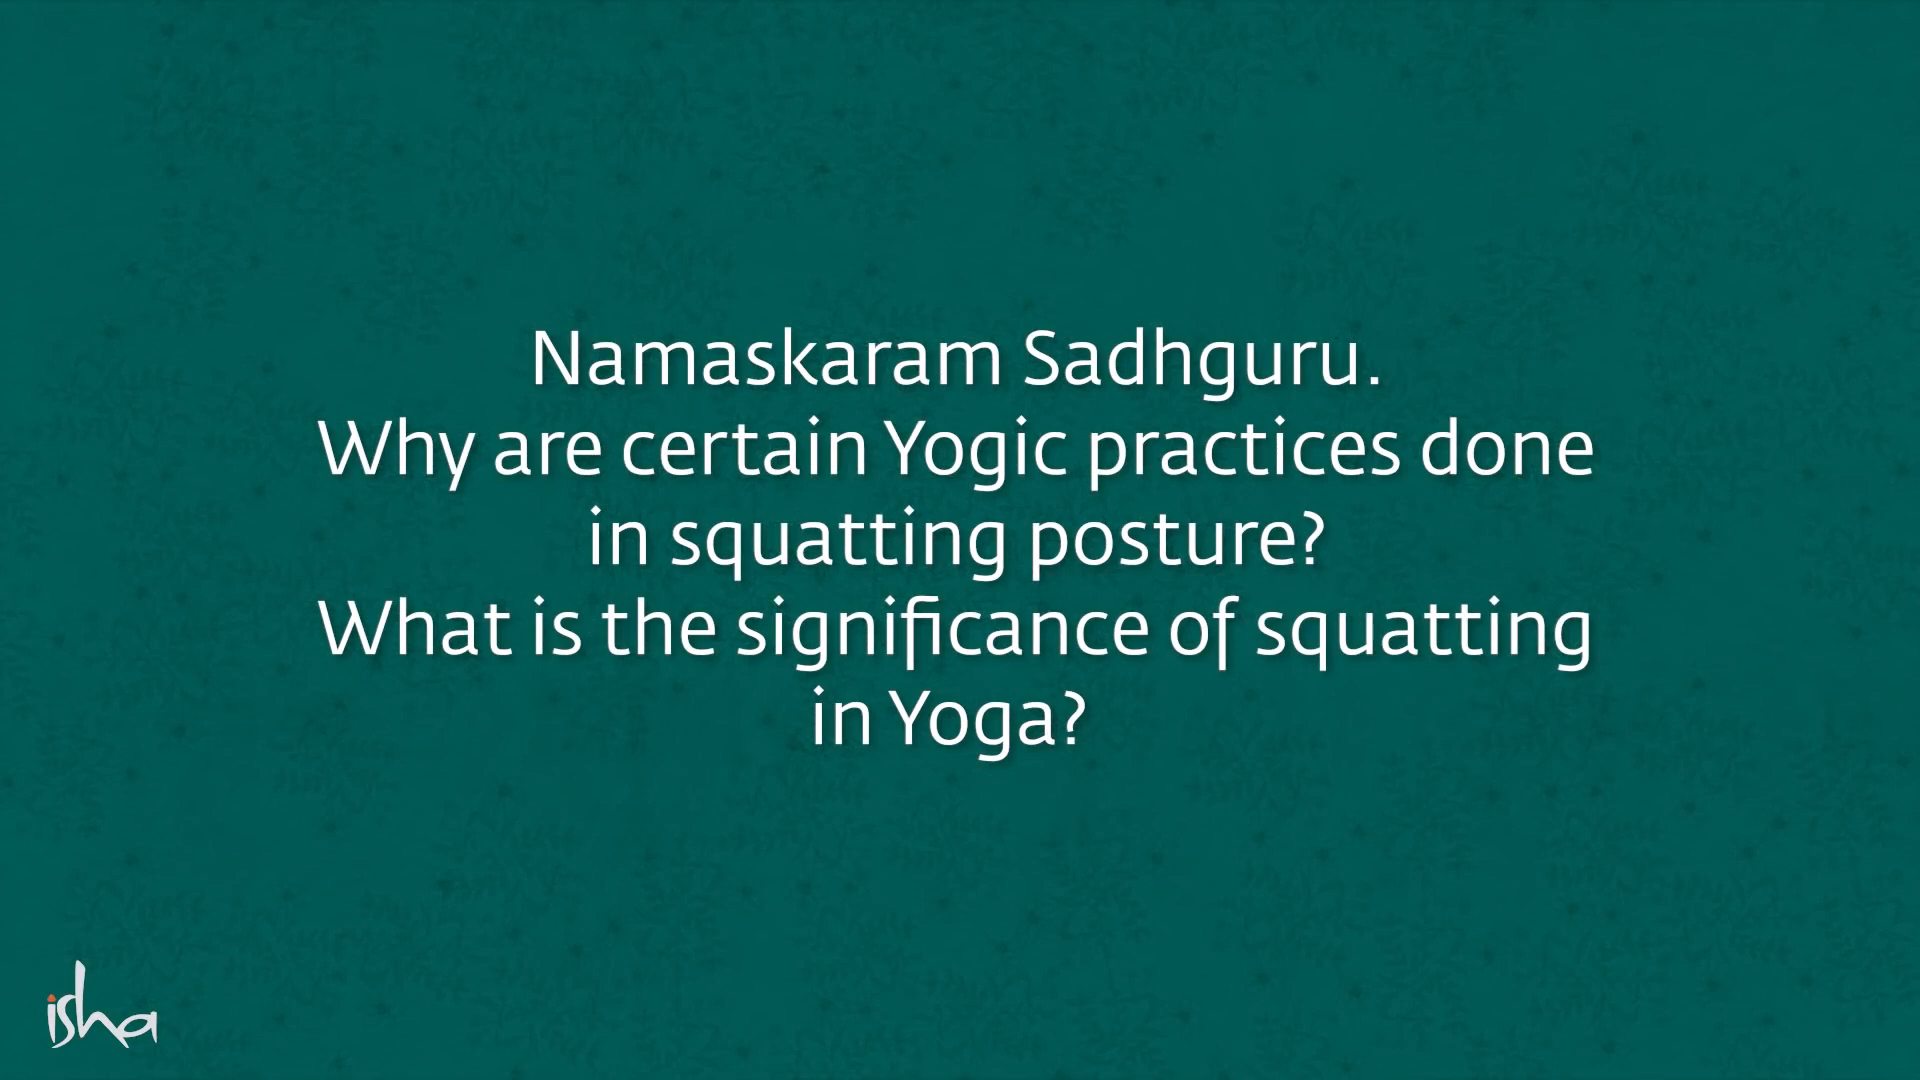 Namaskaram Sadhguru.
Why are certain Yogic practices done
in squatting posture?
What is the significance of squatting
in Yoga?
isha